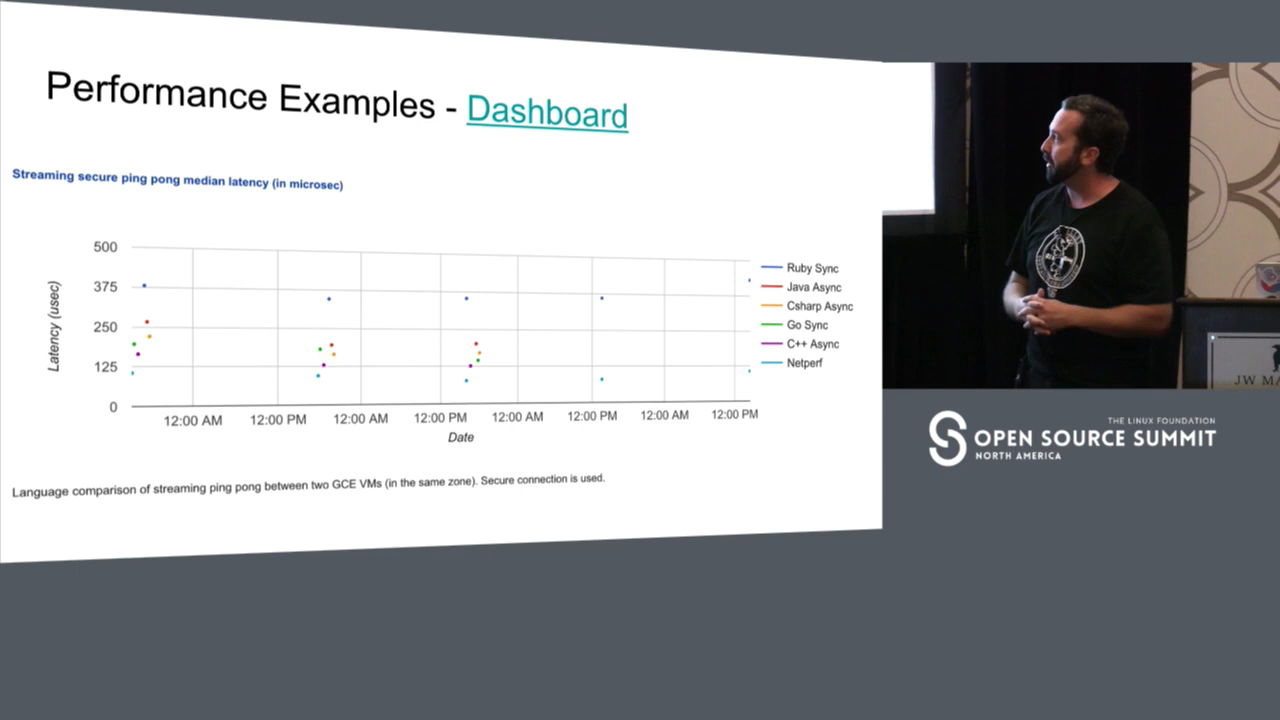 Performance Examples - Dashboard
Streaming secure ping pong median latency (in microsec)
500
375
250
125
0
Latency (usec)
12:00 AM
12:00 PM
12:00 AM
12:00 PM
12:00 AM
12:00 PM
12:00 AM
12:00 PM
Date
Ruby Sync
Java Async
Csharp Async
Go Sync
C++ Async
Netperf
Language comparison of streaming ping pong between two GCE VMs (in the same zone). Secure connection is used.
JW MA
THE LINUX FOUNDATION
OPEN SOURCE SUMMIT
NORTH AMERICA